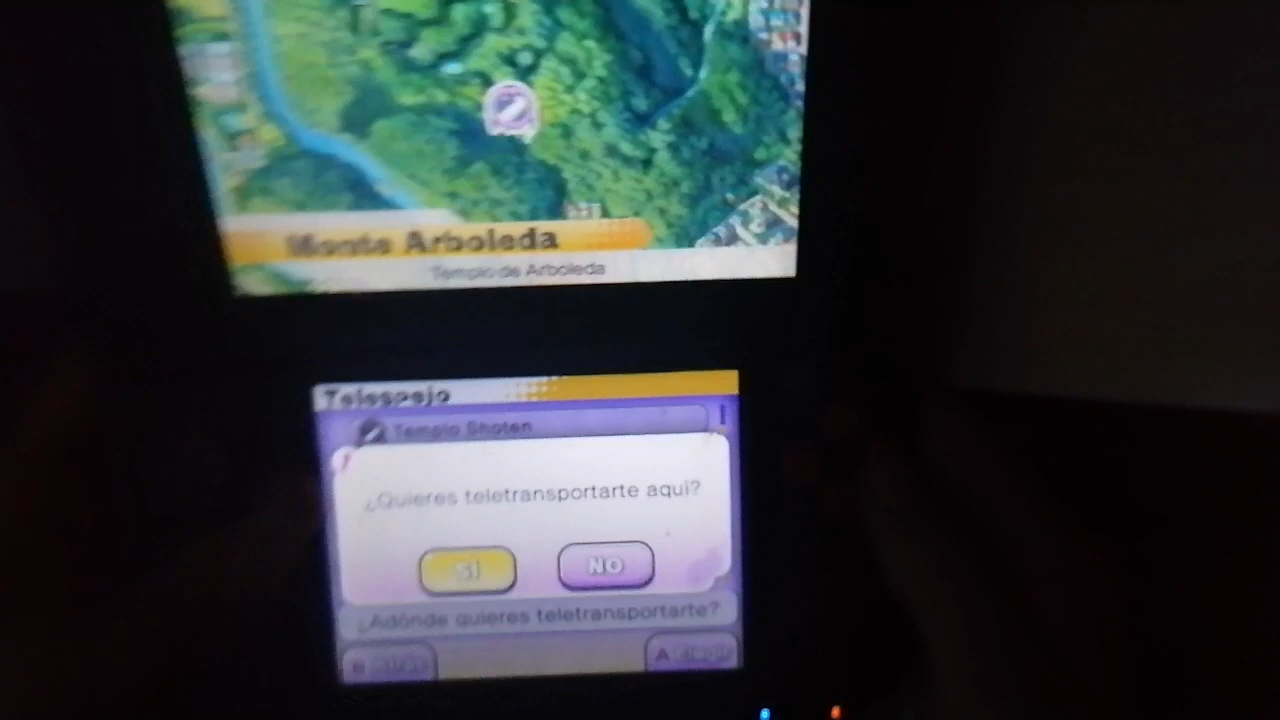 Monte Arboleda
Templo de Arboleda
Telespejo
Templo Shoten
¿Quieres teletransportarte aquí?
SÍ
NO
¿Adónde quieres teletransportarte?
B
A